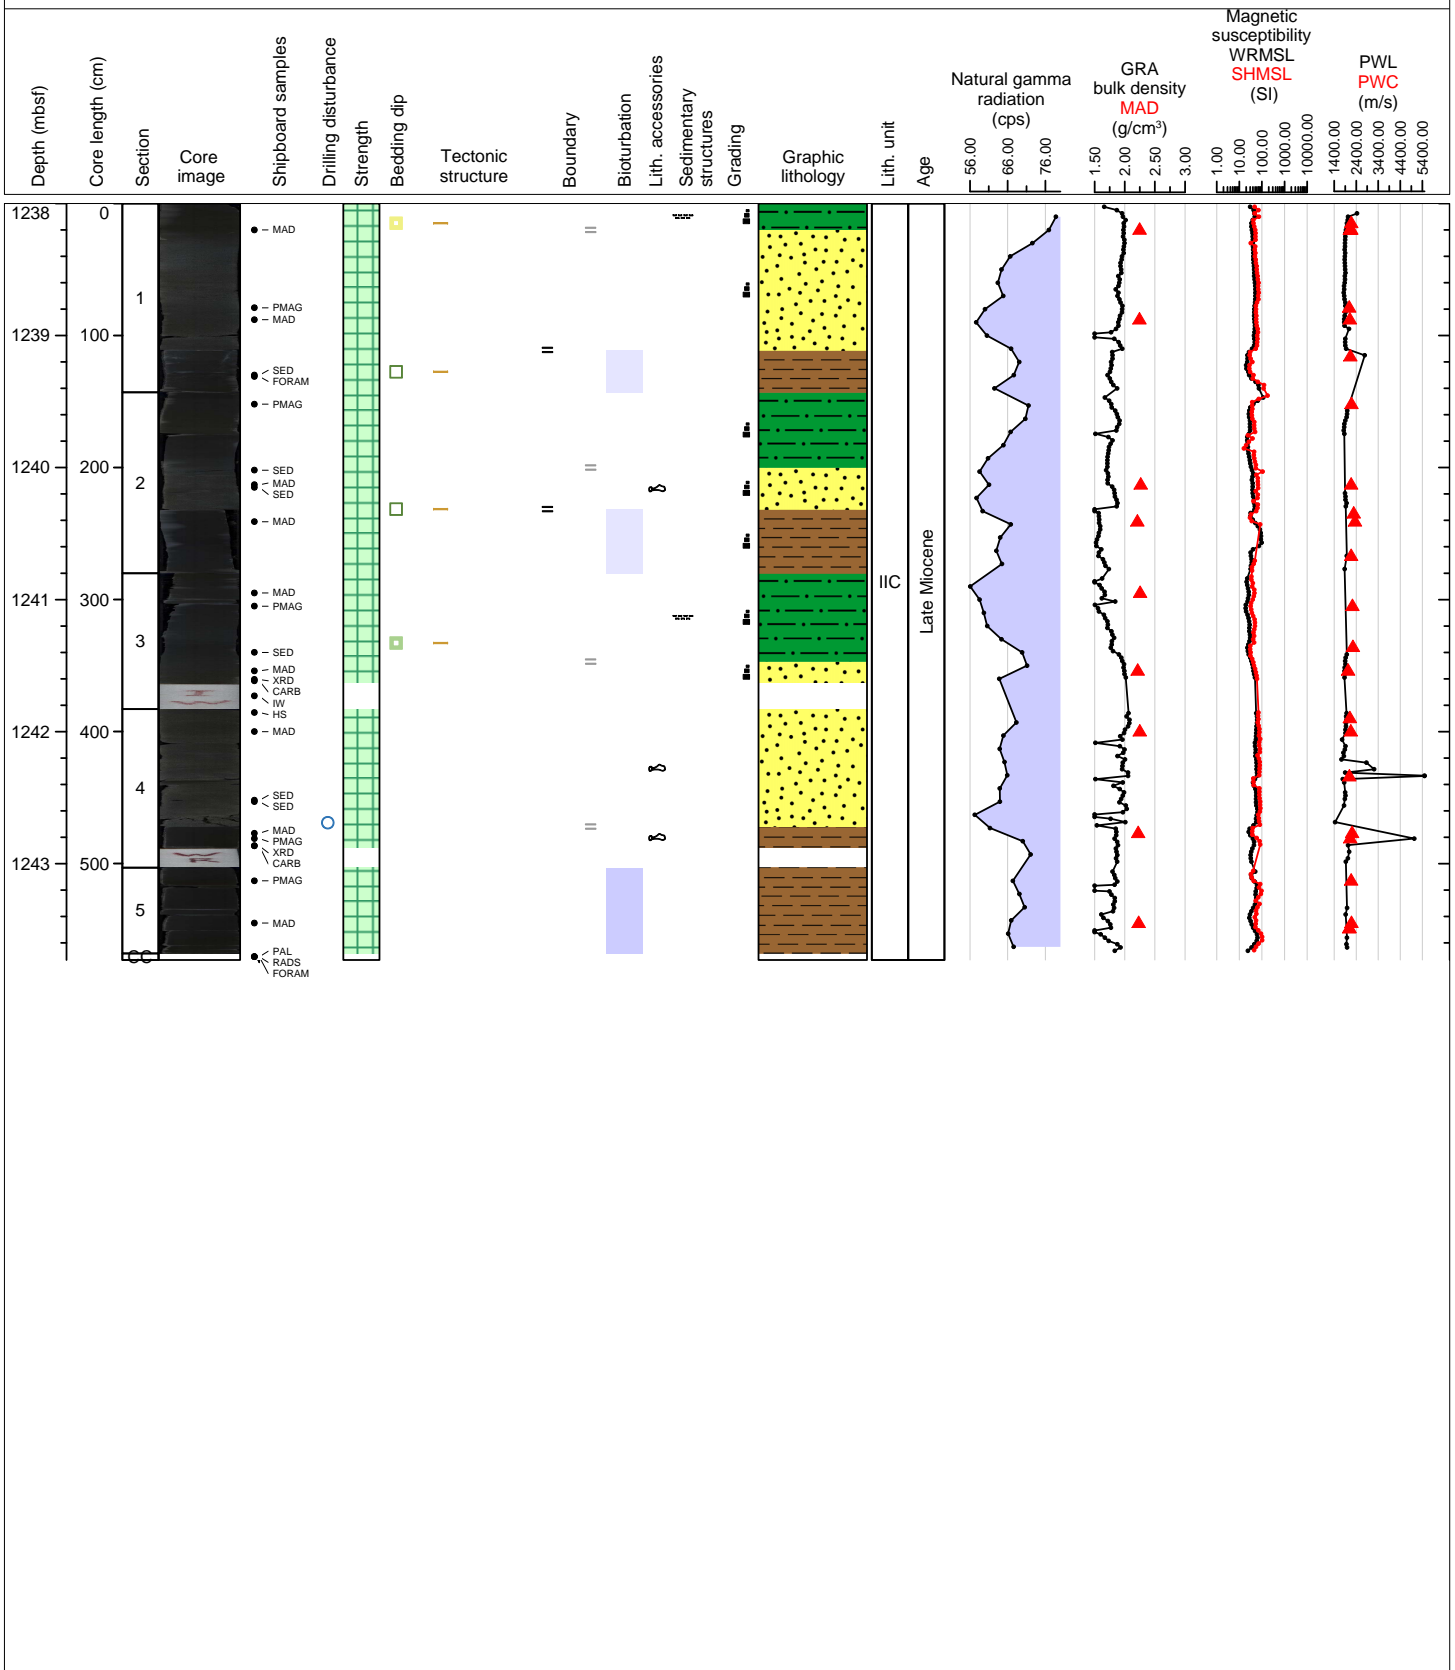 Depth (mbsf)
Core length (cm)
Section
Core
image
Shipboard samples
Drilling disturbance
Strength
Bedding dip
Tectonic
structure
Boundary
Bioturbation
Lith. accessories
Sedimentary
structures
Grading
Graphic
lithology
Lith. unit
Age
Natural gamma
radiation
(cps)
56.00
66.00
76.00
GRA
bulk density
MAD
(g/cm³)
1.50
2.00
2.50
3.00
Magnetic
susceptibility
WRMSL
SHMSL
(SI)
1.00
10.00
100.00
1000.00
10000.00
PWL
PWC
(m/s)
1400.00
2400.00
3400.00
4400.00
5400.00
1238
1239
1240
1241
1242
1243
0
100
200
300
400
500
1
2
3
4
5
CC
MAD
PMAG
MAD
SED
FORAM
PMAG
SED
MAD
SED
MAD
MAD
PMAG
SED
MAD
XRD
CARB
IW
HS
MAD
SED
SED
MAD
PMAG
XRD
CARB
PMAG
MAD
PAL
RADS
FORAM
IIC
Late Miocene